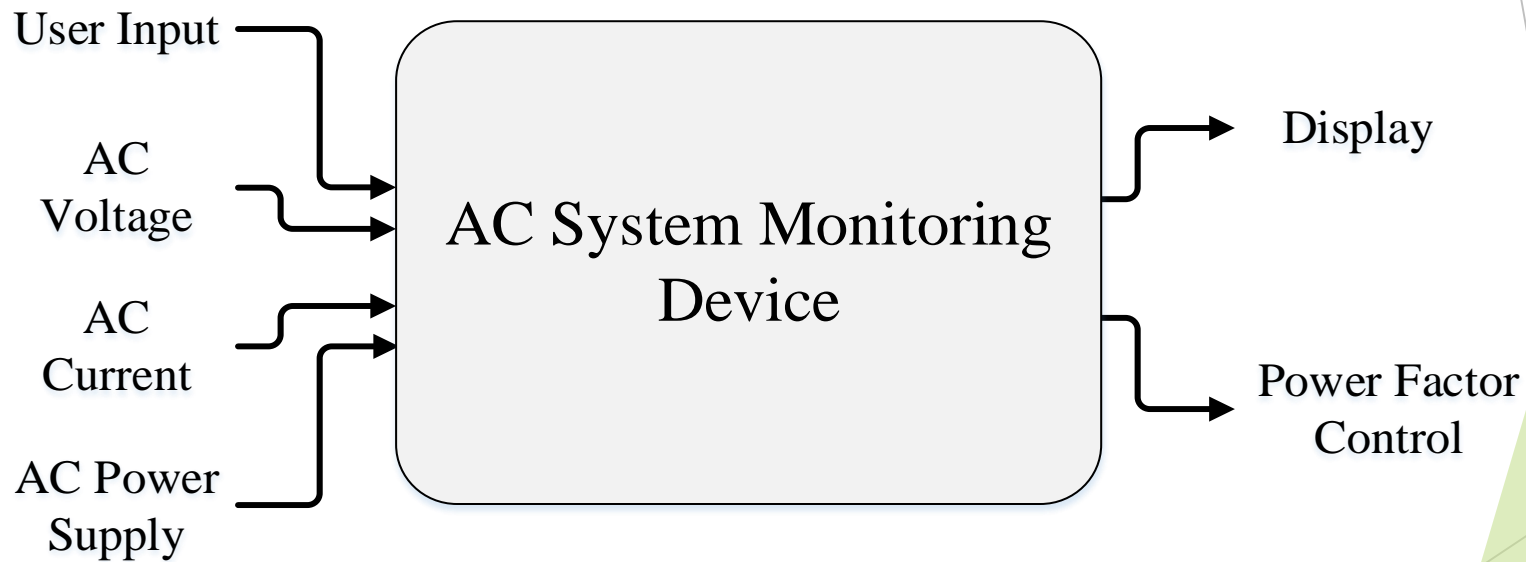 User Input
AC
Voltage
AC
Current
AC Power
Supply
AC System Monitoring
Device
Display
Power Factor
Control